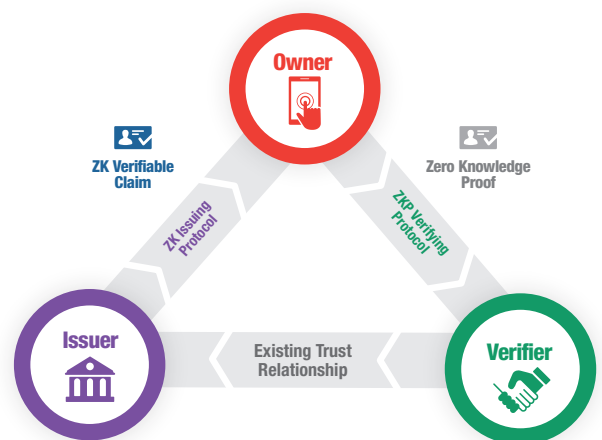 Owner
ZK Verifiable
Claim
Zero Knowledge
Proof
ZK Issuing
Protocol
ZKP Verifying
Protocol
Issuer
Existing Trust
Relationship
Verifier